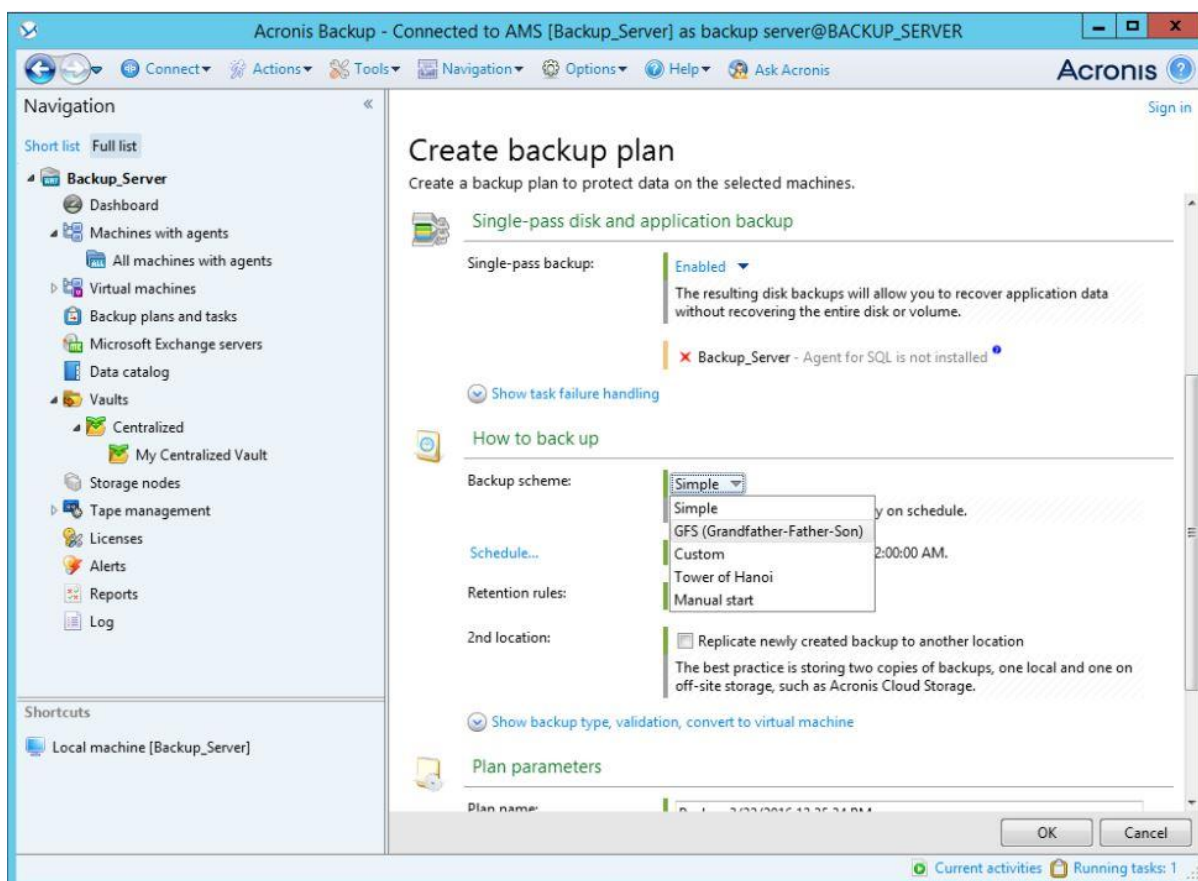 Acronis Backup - Connected to AMS [Backup_Server] as backup server@BACKUP_SERVER
Connect Actions Tools Navigation Options Help Ask Acronis Acronis
Navigation
Short list Full list
Backup_Server
Dashboard
Machines with agents
All machines with agents
Virtual machines
Backup plans and tasks
Microsoft Exchange servers
Data catalog
Vaults
Centralized
My Centralized Vault
Storage nodes
Tape management
Licenses
Alerts
Reports
Log
Shortcuts
Local machine [Backup_Server]
Sign in
Create backup plan
Create a backup plan to protect data on the selected machines.
Single-pass disk and application backup
Single-pass backup: Enabled
The resulting disk backups will allow you to recover application data
without recovering the entire disk or volume.
Backup_Server - Agent for SQL is not installed
Show task failure handling
How to back up
Backup scheme: Simple
Simple
y on schedule.
GFS (Grandfather-Father-Son)
Schedule... Custom 2:00:00 AM.
Tower of Hanoi
Retention rules: Manual start
2nd location: Replicate newly created backup to another location
The best practice is storing two copies of backups, one local and one on
off-site storage, such as Acronis Cloud Storage.
Show backup type, validation, convert to virtual machine
Plan parameters
Plan name:
OK Cancel
Current activities Running tasks: 1